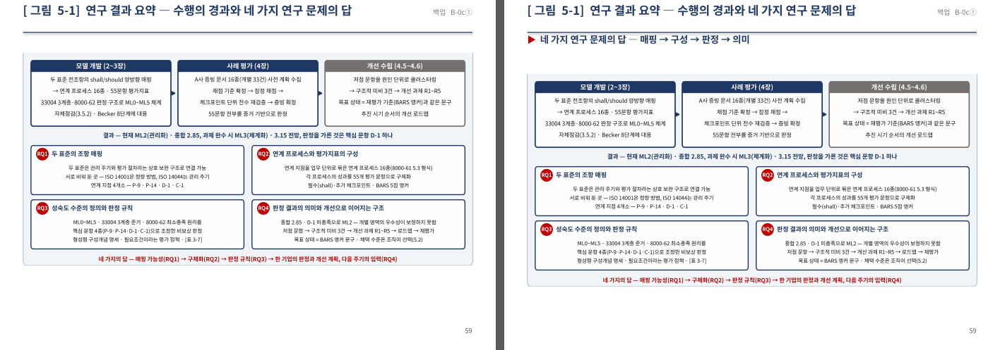 [ 그림 5-1] 연구 결과 요약 — 수행의 경과와 네 가지 연구 문제의 답
백업 B-0c①
모델 개발 (2~3장)
두 표준 전조항의 shall/should 양방향 매핑
→ 연계 프로세스 16종 · 55문항 평가지표
33004 3계층·8000-62 판정 구조로 ML0~ML5 체계
자체점검(3.5.2) · Becker 8단계에 대응
사례 평가 (4장)
A사 증빙 문서 16종(개별 33건) 사전 계획 수집
채점 기준 확정 → 잠정 채점 →
체크포인트 단위 전수 재검증 → 증빙 확정
55문항 전부를 증거 기반으로 판정
개선 수립 (4.5~4.6)
저점 문항을 원인 단위로 클러스터링
→ 구조적 미비 3건 → 개선 과제 R1~R5
목표 상태 = 재평가 기준(BARS 앵커)과 같은 문구
추진 시기 순서의 개선 로드맵
결과 — 현재 ML2(관리화) · 종합 2.85, 과제 완수 시 ML3(체계화) · 3.15 전망, 판정을 가른 것은 핵심 문항 D-1 하나
RQ1 두 표준의 조항 매핑
두 표준은 관리 주기와 평가 절차라는 상호 보완 구조로 연결 가능
서로 비워 둔 곳 — ISO 14001은 정량 방법, ISO 14044는 관리 주기
연계 지점 4개소 — P-9 · P-14 · D-1 · C-1
RQ2 연계 프로세스와 평가지표의 구성
연계 지점을 업무 단위로 묶은 연계 프로세스 16종(8000-61 5.3 형식)
각 프로세스의 성과를 55개 평가 문항으로 구체화
필수(shall)·추가 체크포인트 · BARS 5점 앵커
RQ3 성숙도 수준의 정의와 판정 규칙
ML0~ML5 · 33004 3계층 준거 · 8000-62 최소충족 원리를
핵심 문항 4종(P-9·P-14·D-1·C-1)으로 조정한 비보상 판정
형성형 구성개념 명세 · 필요조건이라는 평가 정책 · [표 3-7]
RQ4 판정 결과의 의미와 개선으로 이어지는 구조
종합 2.85 · D-1 미충족으로 ML2 — 개별 영역의 우수성이 보정하지 못함
저점 문항 → 구조적 미비 3건 → 개선 과제 R1~R5 → 로드맵 → 재평가
목표 상태 = BARS 앵커 문구 · 채택 수준은 조직이 선택(5.2)
네 가지의 답 — 매핑 가능성(RQ1) → 구체화(RQ2) → 판정 규칙(RQ3) → 한 기업의 판정과 개선 계획, 다음 주기의 입력(RQ4)
59
[ 그림 5-1] 연구 결과 요약 — 수행의 경과와 네 가지 연구 문제의 답
백업 B-0c①
▶ 네 가지 연구 문제의 답 — 매핑 → 구성 → 판정 → 의미
모델 개발 (2~3장)
두 표준 전조항의 shall/should 양방향 매핑
→ 연계 프로세스 16종 · 55문항 평가지표
33004 3계층·8000-62 판정 구조로 ML0~ML5 체계
자체점검(3.5.2) · Becker 8단계에 대응
사례 평가 (4장)
A사 증빙 문서 16종(개별 33건) 사전 계획 수집
채점 기준 확정 → 잠정 채점 →
체크포인트 단위 전수 재검증 → 증빙 확정
55문항 전부를 증거 기반으로 판정
개선 수립 (4.5~4.6)
저점 문항을 원인 단위로 클러스터링
→ 구조적 미비 3건 → 개선 과제 R1~R5
목표 상태 = 재평가 기준(BARS 앵커)과 같은 문구
추진 시기 순서의 개선 로드맵
결과 — 현재 ML2(관리화) · 종합 2.85, 과제 완수 시 ML3(체계화) · 3.15 전망, 판정을 가른 것은 핵심 문항 D-1 하나
RQ1 두 표준의 조항 매핑
두 표준은 관리 주기와 평가 절차라는 상호 보완 구조로 연결 가능
서로 비워 둔 곳 — ISO 14001은 정량 방법, ISO 14044는 관리 주기
연계 지점 4개소 — P-9 · P-14 · D-1 · C-1
RQ2 연계 프로세스와 평가지표의 구성
연계 지점을 업무 단위로 묶은 연계 프로세스 16종(8000-61 5.3 형식)
각 프로세스의 성과를 55개 평가 문항으로 구체화
필수(shall)·추가 체크포인트 · BARS 5점 앵커
RQ3 성숙도 수준의 정의와 판정 규칙
ML0~ML5 · 33004 3계층 준거 · 8000-62 최소충족 원리를
핵심 문항 4종(P-9·P-14·D-1·C-1)으로 조정한 비보상 판정
형성형 구성개념 명세 · 필요조건이라는 평가 정책 · [표 3-7]
RQ4 판정 결과의 의미와 개선으로 이어지는 구조
종합 2.85 · D-1 미충족으로 ML2 — 개별 영역의 우수성이 보정하지 못함
저점 문항 → 구조적 미비 3건 → 개선 과제 R1~R5 → 로드맵 → 재평가
목표 상태 = BARS 앵커 문구 · 채택 수준은 조직이 선택(5.2)
네 가지의 답 — 매핑 가능성(RQ1) → 구체화(RQ2) → 판정 규칙(RQ3) → 한 기업의 판정과 개선 계획, 다음 주기의 입력(RQ4)
59